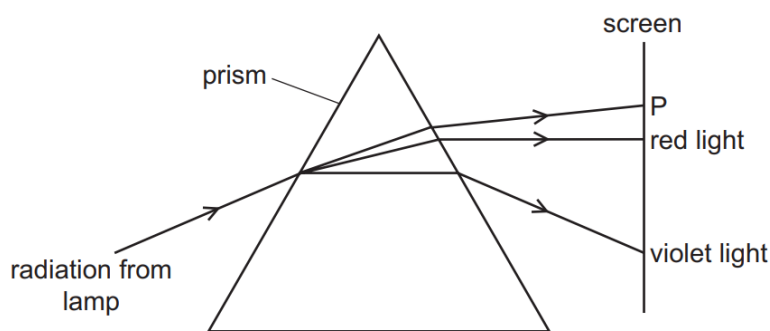 screen
prism
P
red light
violet light
radiation from
lamp